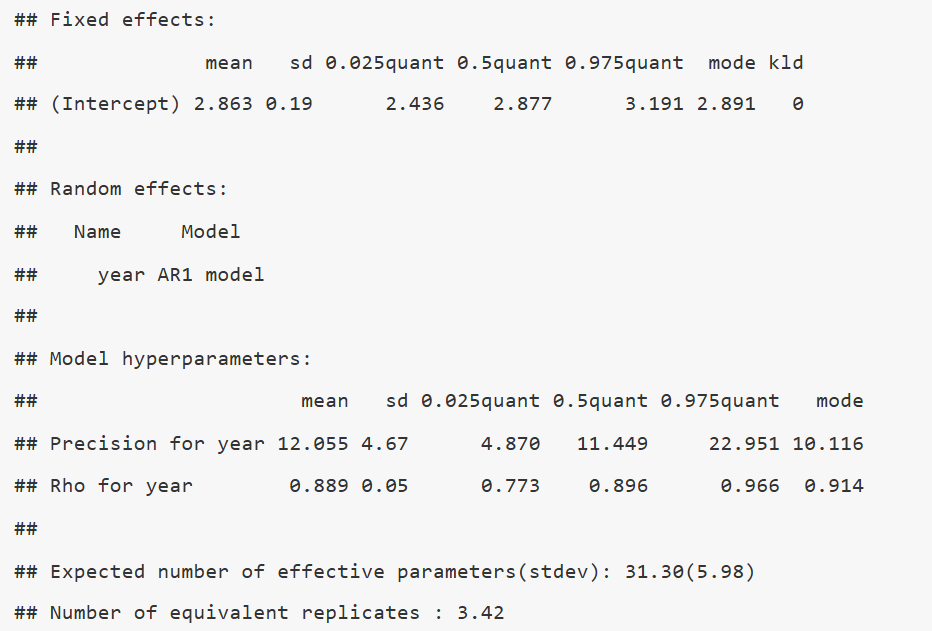 ## Fixed effects:
##              mean   sd 0.025quant 0.5quant 0.975quant  mode kld
## (Intercept) 2.863 0.19      2.436    2.877      3.191 2.891   0
##
## Random effects:
##   Name     Model
##     year AR1 model
##
## Model hyperparameters:
##                      mean   sd 0.025quant 0.5quant 0.975quant   mode
## Precision for year 12.055 4.67      4.870   11.449     22.951 10.116
## Rho for year        0.889 0.05      0.773    0.896      0.966  0.914
##
## Expected number of effective parameters(stdev): 31.30(5.98)
## Number of equivalent replicates : 3.42